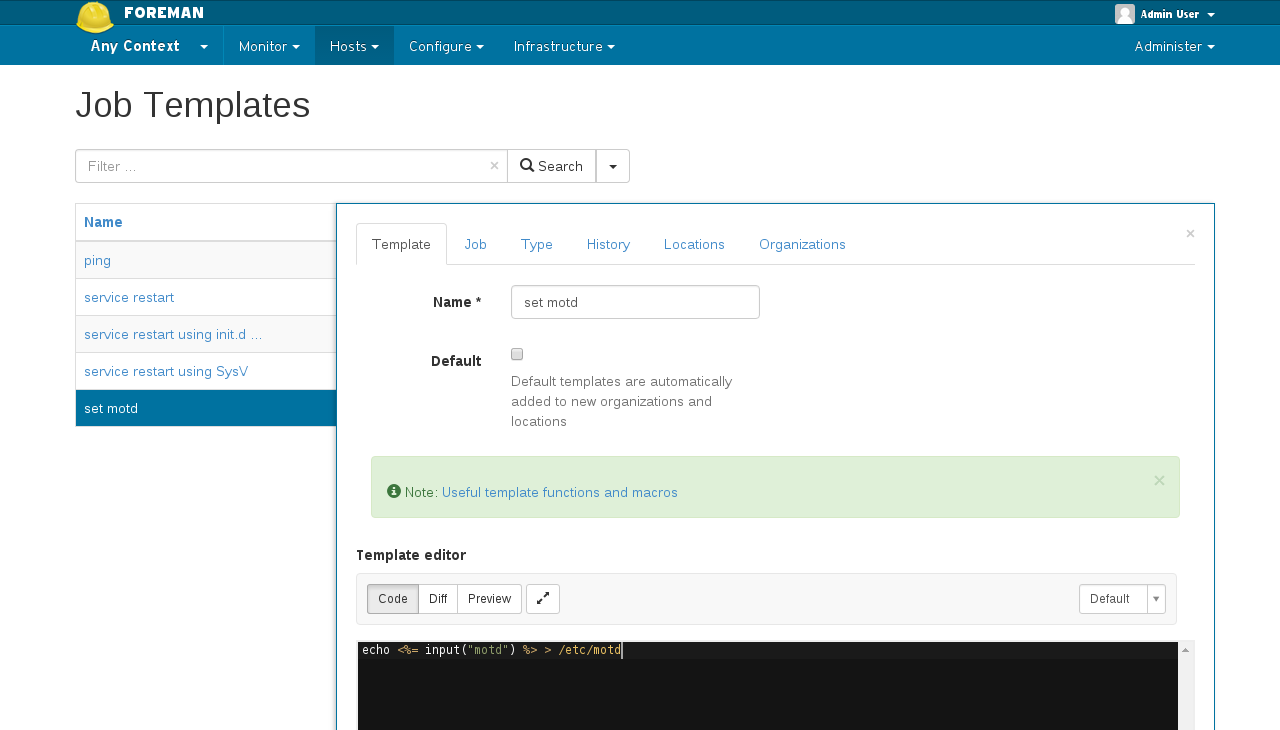 FOREMAN
Admin User
Any Context Monitor Hosts Configure Infrastructure Administer
Job Templates
Filter ... × Search
Name
ping
service restart
service restart using init.d ...
service restart using SysV
set motd
Template Job Type History Locations Organizations ×
Name * set motd
Default
Default templates are automatically
added to new organizations and
locations
Note: Useful template functions and macros ×
Template editor
Code Diff Preview Default
echo <%= input("motd") %> > /etc/motd